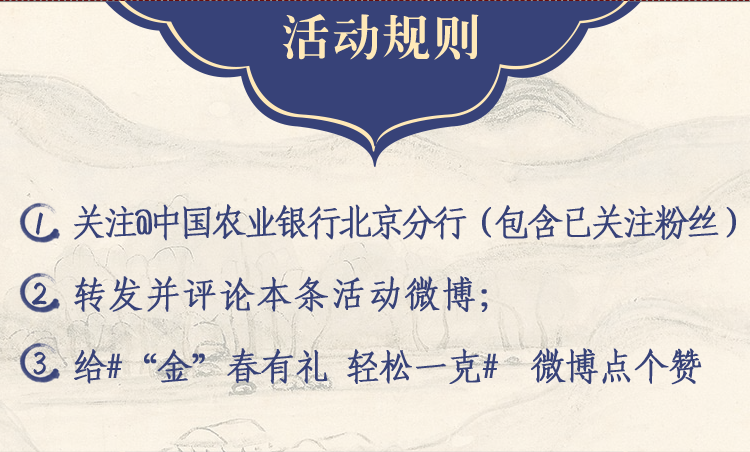 活动规则
1. 关注@中国农业银行北京分行（包含已关注粉丝）
2. 转发并评论本条活动微博；
3. 给#“金”春有礼 轻松一克# 微博点个赞